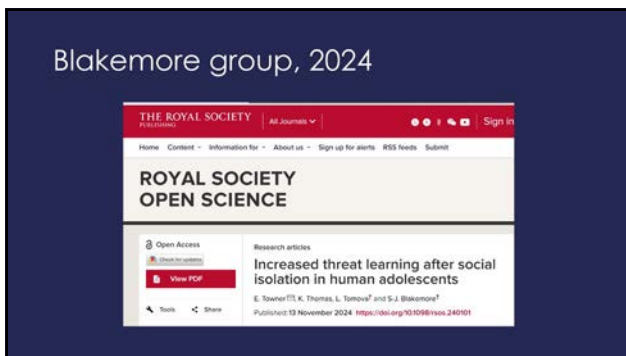 Blakemore group, 2024
THE ROYAL SOCIETY
PUBLISHING
All Journals
Sign in
Home Content Information for About us Sign up for alerts RSS feeds Submit
ROYAL SOCIETY
OPEN SCIENCE
Open Access
Check for updates
View PDF
Tools Share
Research articles
Increased threat learning after social
isolation in human adolescents
E. Towner, K. Thomas, L. Tomova† and S-J. Blakemore†
Published: 13 November 2024 https://doi.org/10.1098/rsos.240101